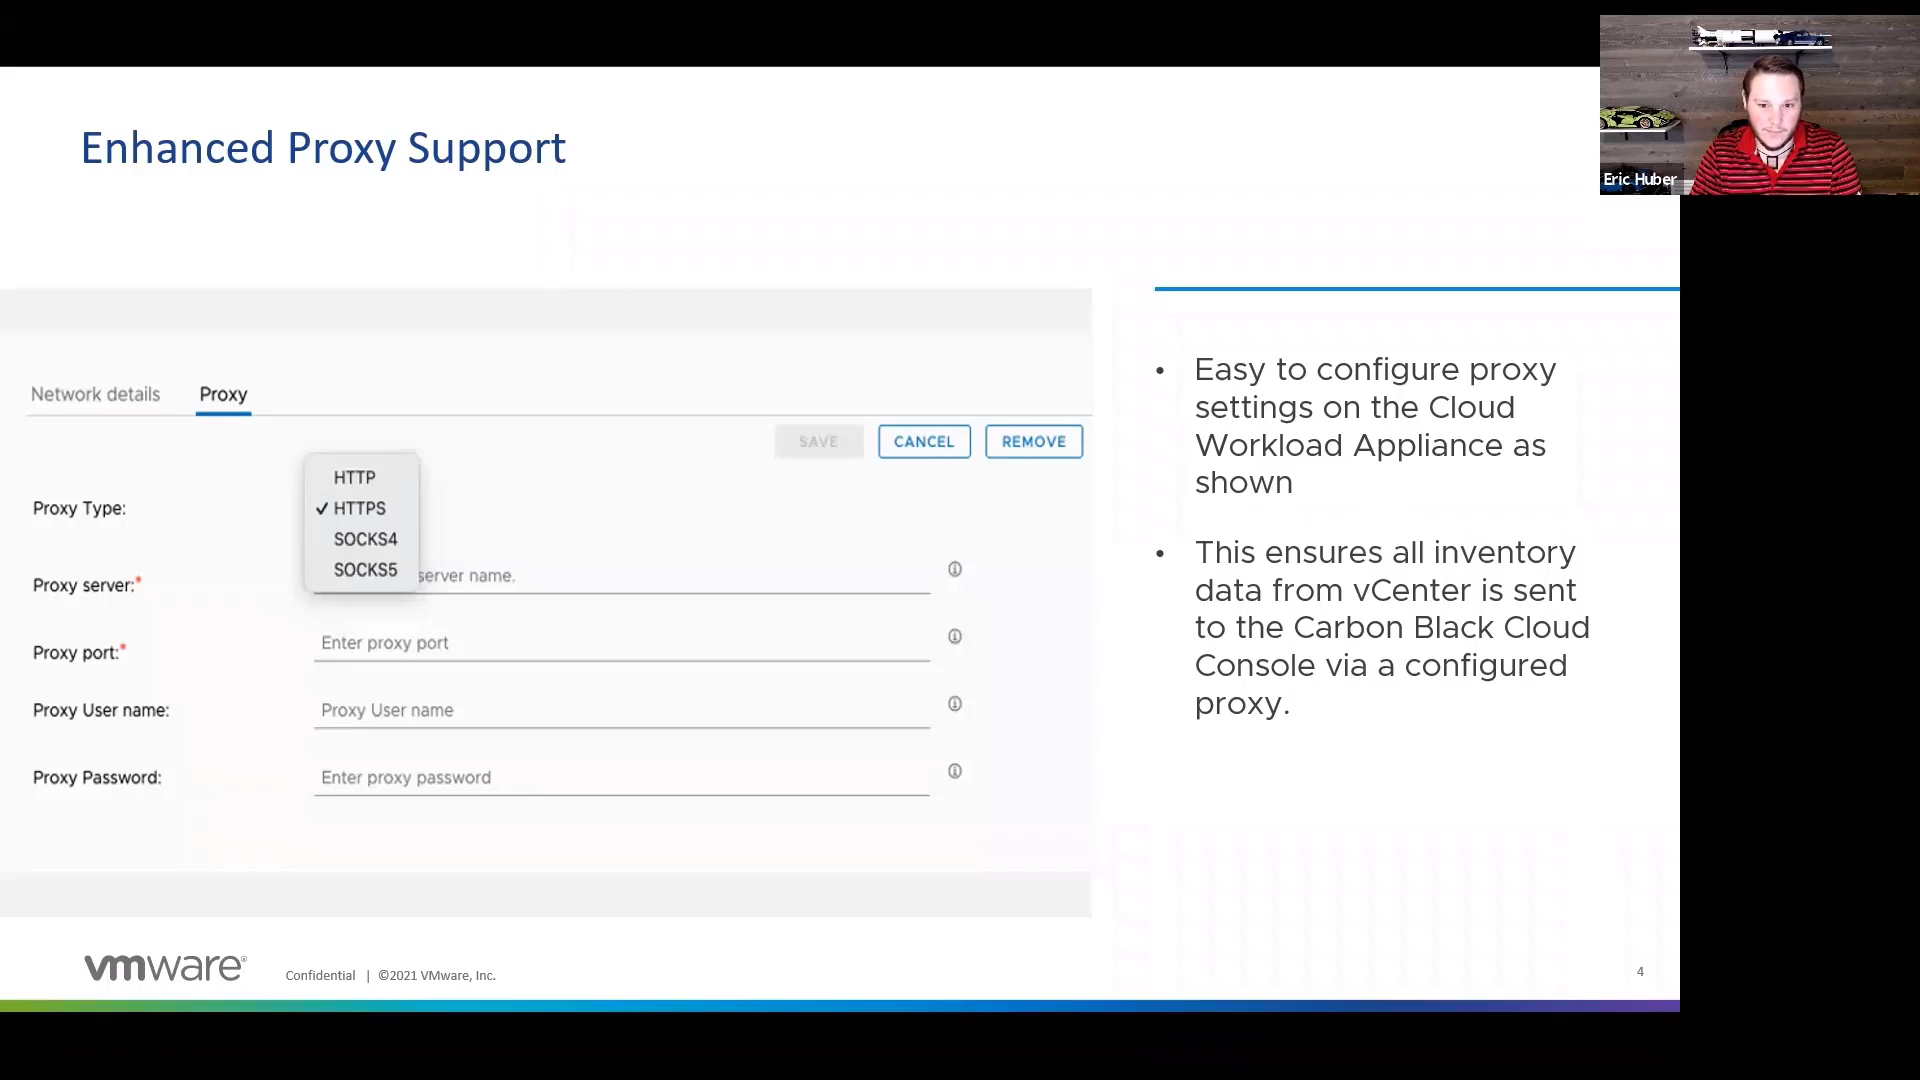 Enhanced Proxy Support
Eric Huber
Network details
Proxy
SAVE
CANCEL
REMOVE
HTTP
✓ HTTPS
SOCKS4
SOCKS5
Proxy Type:
Proxy server:*
server name.
Proxy port:*
Enter proxy port
Proxy User name:
Proxy User name
Proxy Password:
Enter proxy password
• Easy to configure proxy
settings on the Cloud
Workload Appliance as
shown
• This ensures all inventory
data from vCenter is sent
to the Carbon Black Cloud
Console via a configured
proxy.
vmware®
Confidential | ©2021 VMware, Inc.
4